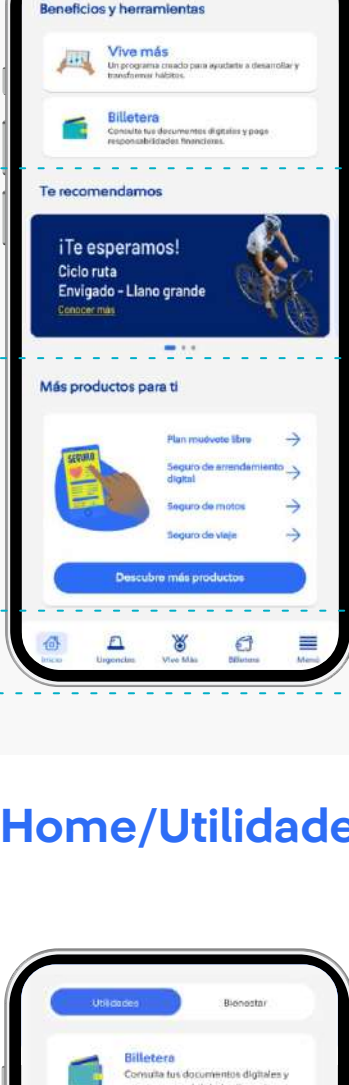 Beneficios y herramientas
Vive más
Un programa creado para ayudarte a desarrollar y
transformar hábitos.
Billetera
Consulta tus documentos digitales y paga
responsabilidades financieras.
Te recomendamos
¡Te esperamos!
Ciclo ruta
Envigado - Llano grande
Conocer más
Más productos para ti
SEGURO
Plan muévete libre
Seguro de arrendamiento
digital
Seguro de motos
Seguro de viaje
Descubre más productos
Inicio Urgencias Vive Más Billetera Menú
Home/Utilidade
Utilidades Bienestar
Billetera
Consulta tus documentos digitales y